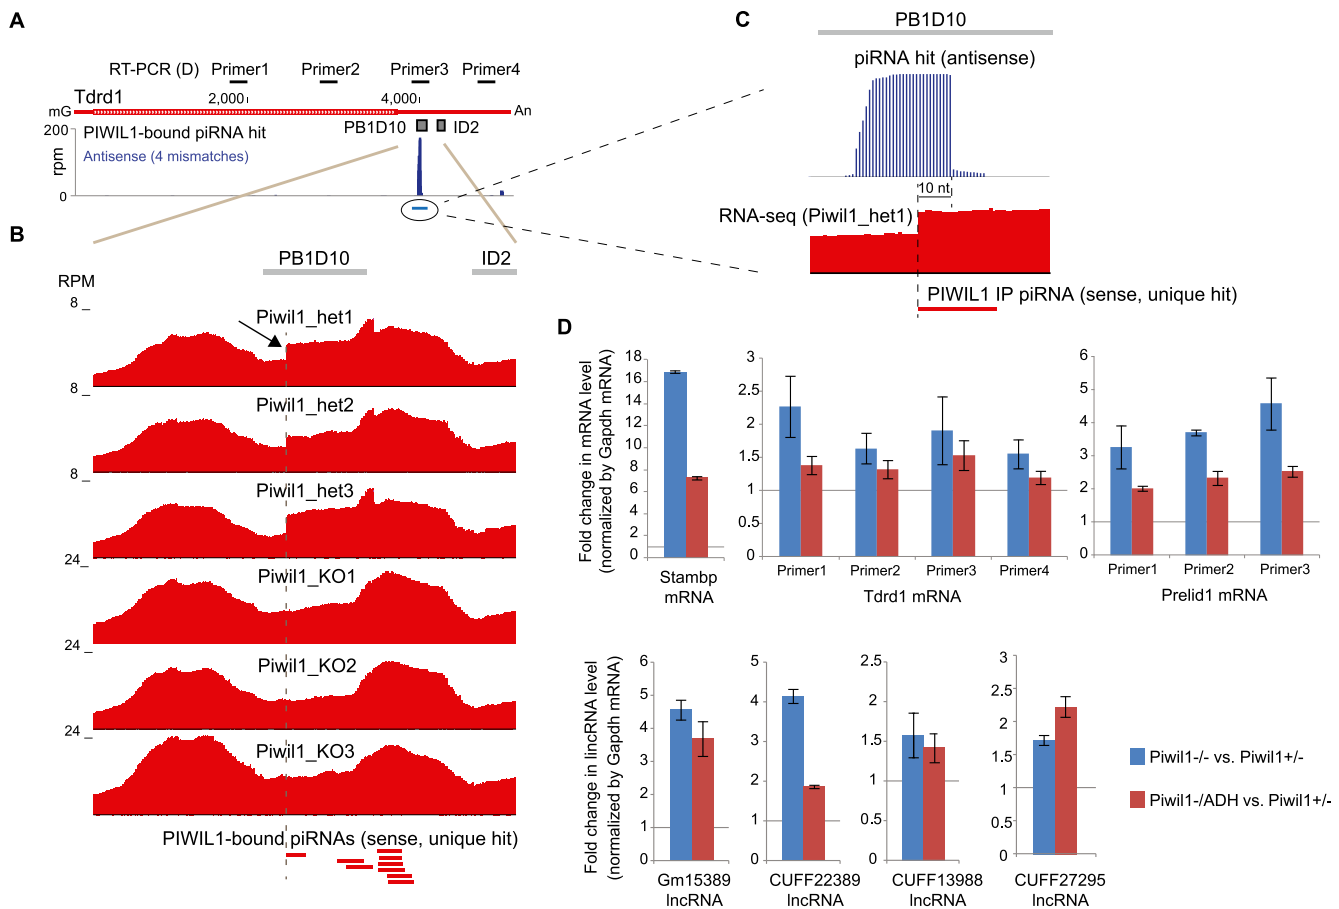 A
RT-PCR (D) Primer1 Primer2 Primer3 Primer4
Tdrd1 2,000 4,000
mG An
PIWIL1-bound piRNA hit PB1D10 ID2
Antisense (4 mismatches)
200
rpm
0
B
PB1D10 ID2
RPM
8
Piwil1_het1
8
Piwil1_het2
8
Piwil1_het3
24
Piwil1_KO1
24
Piwil1_KO2
24
Piwil1_KO3
PIWIL1-bound piRNAs (sense, unique hit)
C
PB1D10
piRNA hit (antisense)
10 nt
RNA-seq (Piwil1_het1)
PIWIL1 IP piRNA (sense, unique hit)
D
Fold change in mRNA level
(normalized by Gapdh mRNA)
18
16
14
12
10
8
6
4
2
0
Stambp
mRNA
3
2.5
2
1.5
1
0.5
0
Primer1 Primer2 Primer3 Primer4
Tdrd1 mRNA
6
5
4
3
2
1
0
Primer1 Primer2 Primer3
Prelid1 mRNA
Fold change in lincRNA level
(normalized by Gapdh mRNA)
6
5
4
3
2
1
0
Gm15389
lncRNA
5
4
3
2
1
0
CUFF22389
lncRNA
2.5
2
1.5
1
0.5
0
CUFF13988
lncRNA
3
2.5
2
1.5
1
0.5
0
CUFF27295
lncRNA
Piwil1-/- vs. Piwil1+/-
Piwil1-/ADH vs. Piwil1+/-